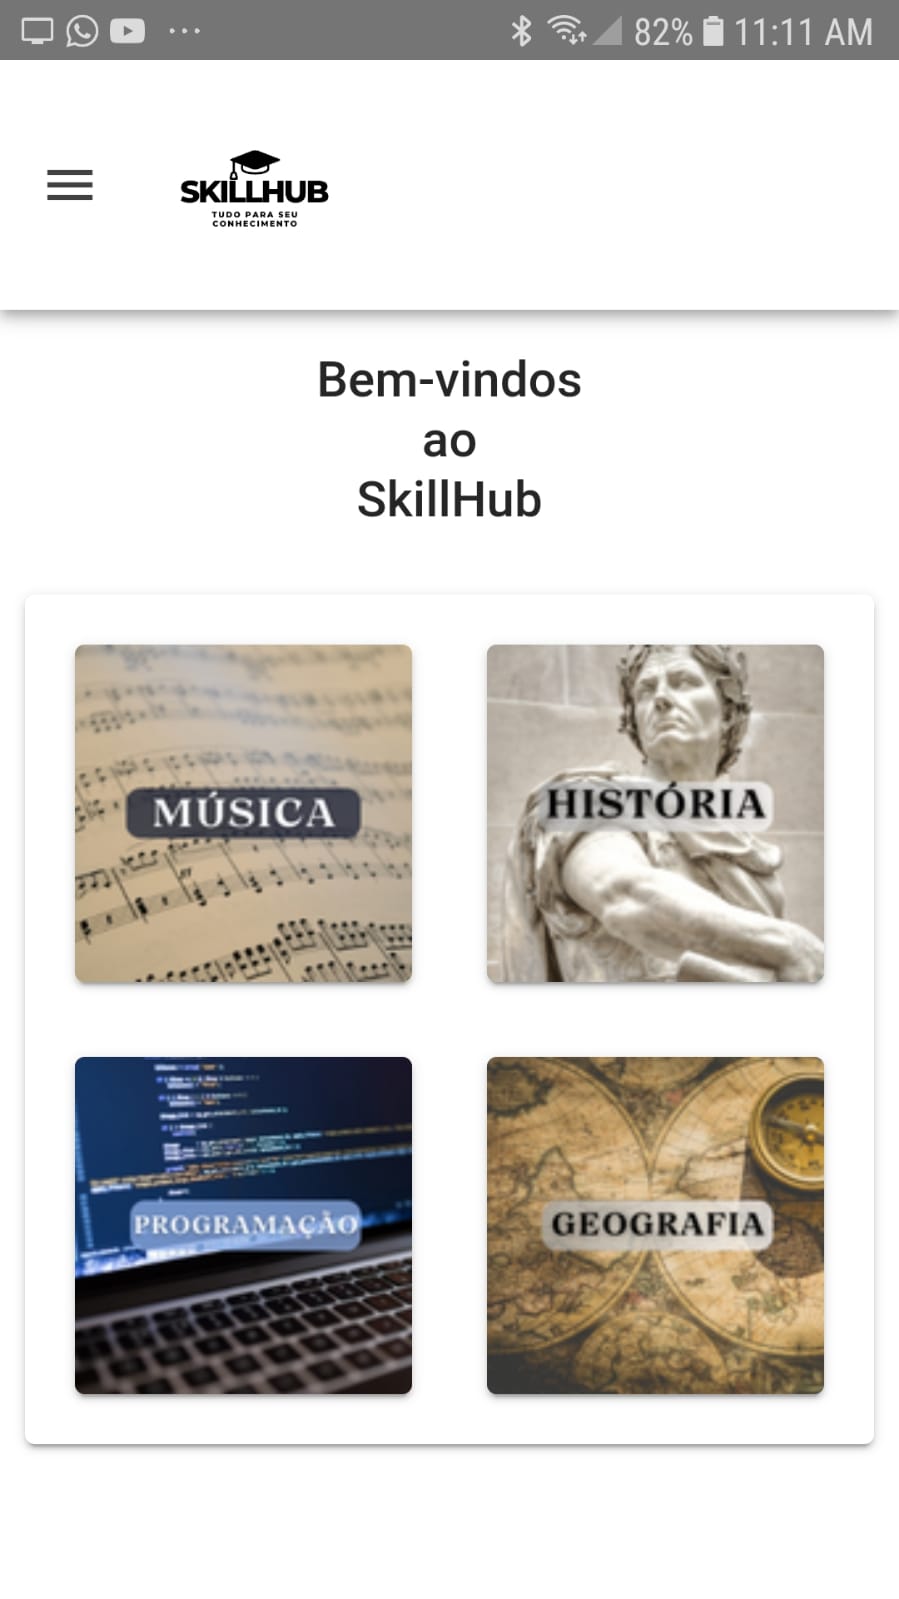 82% 11:11 AM
SKILLHUB
TUDO PARA SEU
CONHECIMENTO
Bem-vindos
ao
SkillHub
MÚSICA
HISTÓRIA
PROGRAMAÇÃO
GEOGRAFIA